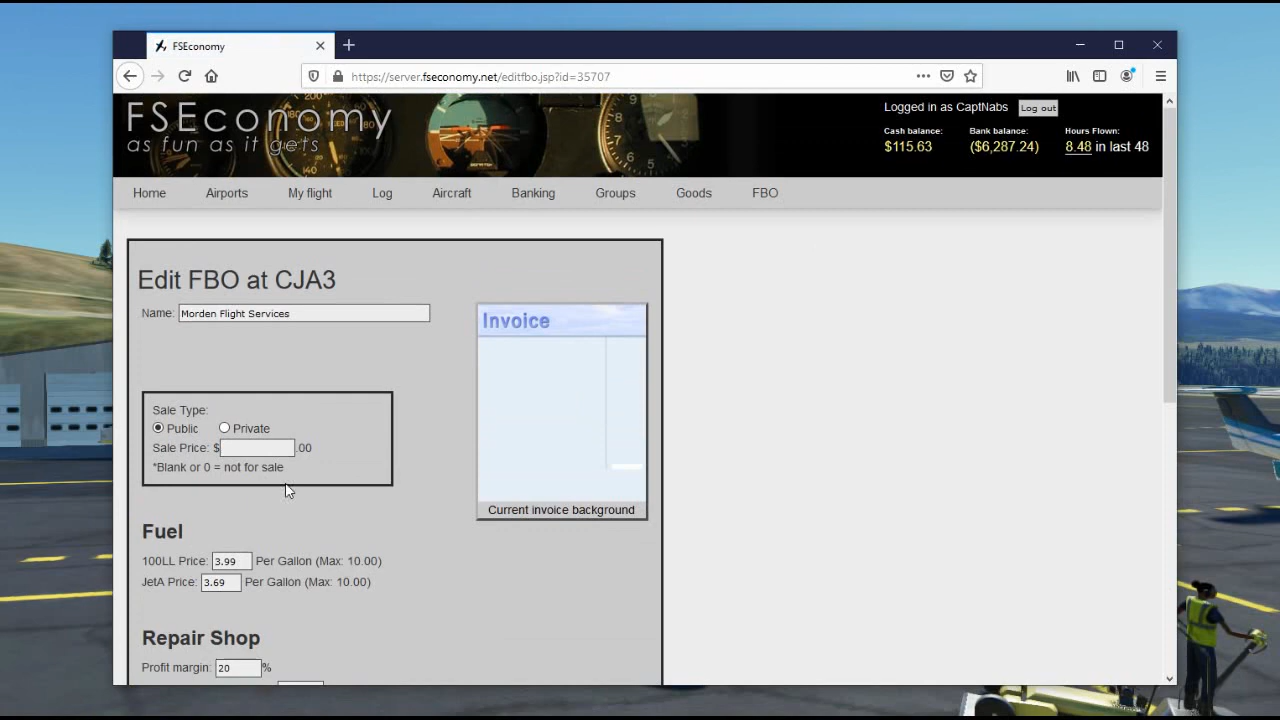 FSEconomy
https://server.fseconomy.net/editfbo.jsp?id=35707
FSEconomy
as fun as it gets
Logged in as CaptNabs Log out
Cash balance: Bank balance: Hours Flown:
$115.63 ($6,287.24) 8.48 in last 48
Home Airports My flight Log Aircraft Banking Groups Goods FBO
Edit FBO at CJA3
Name: Morden Flight Services
Invoice
Sale Type:
Public Private
Sale Price: $ .00
*Blank or 0 = not for sale
Current invoice background
Fuel
100LL Price: 3.99 Per Gallon (Max: 10.00)
JetA Price: 3.69 Per Gallon (Max: 10.00)
Repair Shop
Profit margin: 20 %